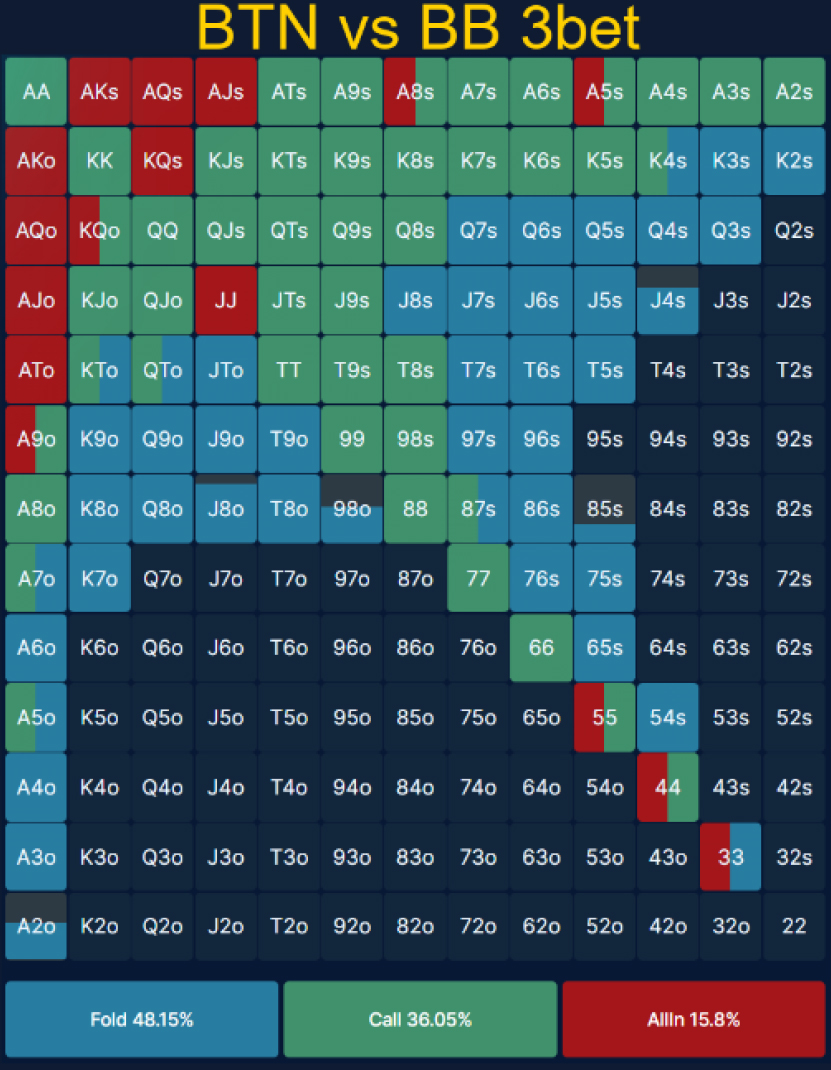 BTN vs BB 3bet
AA AKs AQs AJs ATs A9s A8s A7s A6s A5s A4s A3s A2s
AKo KK KQs KJs KTs K9s K8s K7s K6s K5s K4s K3s K2s
AQo KQo QQ QJs QTs Q9s Q8s Q7s Q6s Q5s Q4s Q3s Q2s
AJo KJo QJo JJ JTs J9s J8s J7s J6s J5s J4s J3s J2s
ATo KTo QTo JTo TT T9s T8s T7s T6s T5s T4s T3s T2s
A9o K9o Q9o J9o T9o 99 98s 97s 96s 95s 94s 93s 92s
A8o K8o Q8o J8o T8o 98o 88 87s 86s 85s 84s 83s 82s
A7o K7o Q7o J7o T7o 97o 87o 77 76s 75s 74s 73s 72s
A6o K6o Q6o J6o T6o 96o 86o 76o 66 65s 64s 63s 62s
A5o K5o Q5o J5o T5o 95o 85o 75o 65o 55 54s 53s 52s
A4o K4o Q4o J4o T4o 94o 84o 74o 64o 54o 44 43s 42s
A3o K3o Q3o J3o T3o 93o 83o 73o 63o 53o 43o 33 32s
A2o K2o Q2o J2o T2o 92o 82o 72o 62o 52o 42o 32o 22
Fold 48.15% Call 36.05% AllIn 15.8%